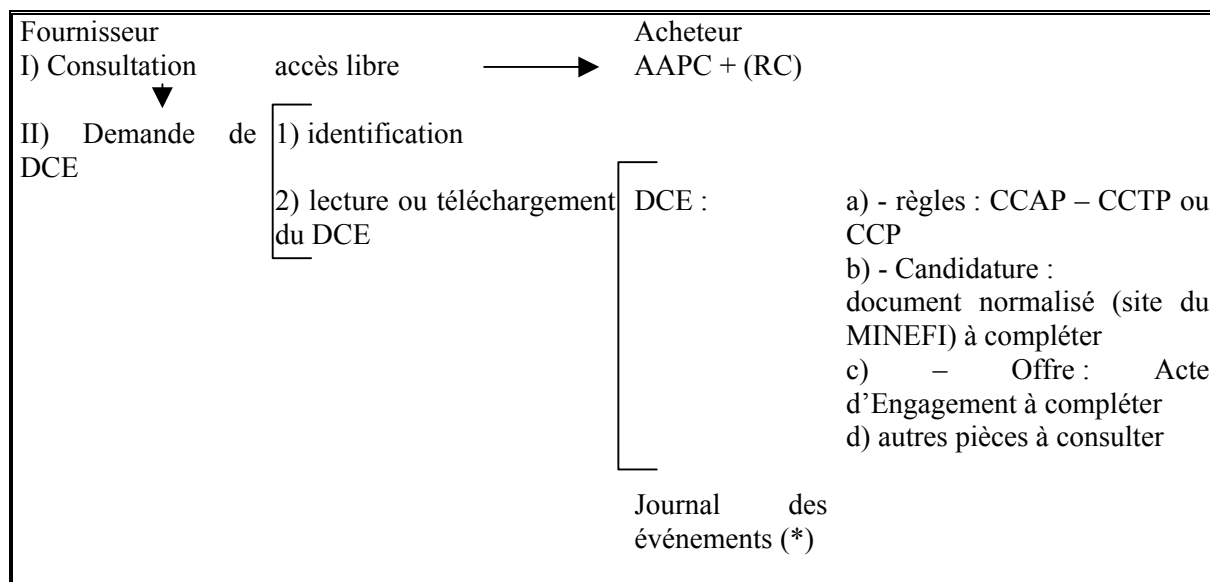 Fournisseur Acheteur
I) Consultation accès libre AAPC + (RC)
II) Demande de DCE
1) identification
2) lecture ou téléchargement
du DCE
DCE :
a) - règles : CCAP – CCTP ou
CCP
b) - Candidature :
document normalisé (site du
MINEFI) à compléter
c) – Offre : Acte
d’Engagement à compléter
d) autres pièces à consulter
Journal des
événements (*)